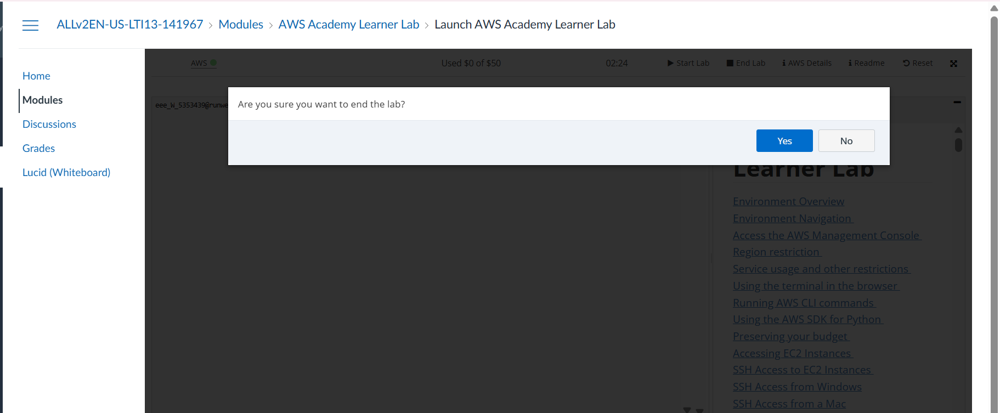 ALLv2EN-US-LTI13-141967 > Modules > AWS Academy Learner Lab > Launch AWS Academy Learner Lab
Home
Modules
Discussions
Grades
Lucid (Whiteboard)
AWS Used $0 of $50 02:24 Start Lab End Lab AWS Details Readme Reset
eee_W_5353439@runwe
Are you sure you want to end the lab?
Yes No
Learner Lab
Environment Overview
Environment Navigation
Access the AWS Management Console
Region restriction
Service usage and other restrictions
Using the terminal in the browser
Running AWS CLI commands
Using the AWS SDK for Python
Preserving your budget
Accessing EC2 Instances
SSH Access to EC2 Instances
SSH Access from Windows
SSH Access from a Mac